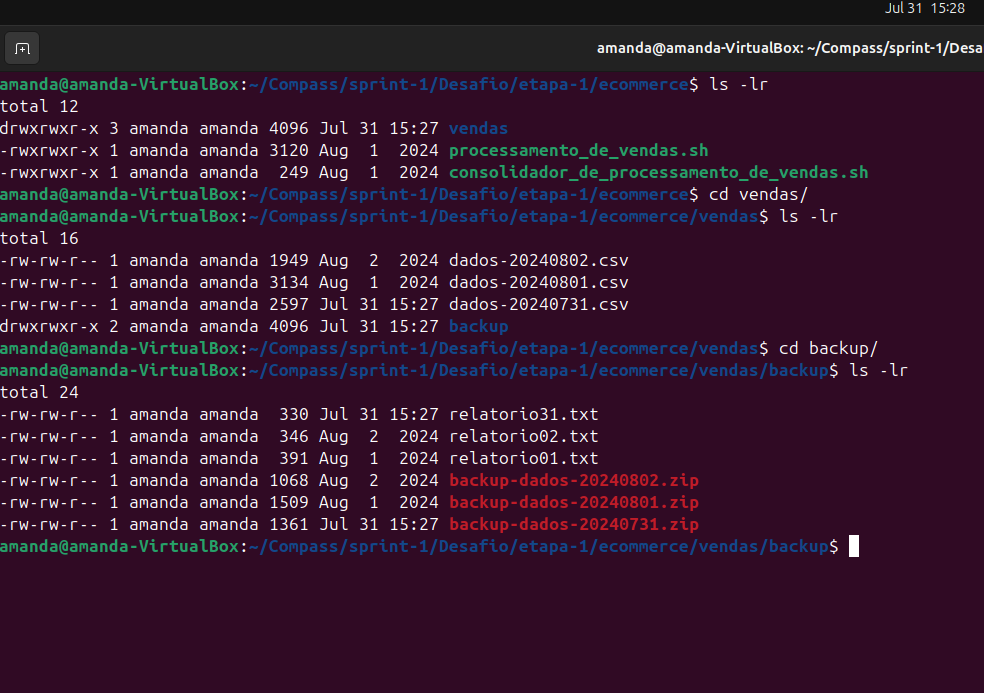 Jul 31 15:28
amanda@amanda-VirtualBox: ~/Compass/sprint-1/Desa
amanda@amanda-VirtualBox:~/Compass/sprint-1/Desafio/etapa-1/ecommerce$ ls -lr
total 12
drwxrwxr-x 3 amanda amanda 4096 Jul 31 15:27 vendas
-rwxrwxr-x 1 amanda amanda 3120 Aug  1  2024 processamento_de_vendas.sh
-rwxrwxr-x 1 amanda amanda  249 Aug  1  2024 consolidador_de_processamento_de_vendas.sh
amanda@amanda-VirtualBox:~/Compass/sprint-1/Desafio/etapa-1/ecommerce$ cd vendas/
amanda@amanda-VirtualBox:~/Compass/sprint-1/Desafio/etapa-1/ecommerce/vendas$ ls -lr
total 16
-rw-rw-r-- 1 amanda amanda 1949 Aug  2  2024 dados-20240802.csv
-rw-rw-r-- 1 amanda amanda 3134 Aug  1  2024 dados-20240801.csv
-rw-rw-r-- 1 amanda amanda 2597 Jul 31 15:27 dados-20240731.csv
drwxrwxr-x 2 amanda amanda 4096 Jul 31 15:27 backup
amanda@amanda-VirtualBox:~/Compass/sprint-1/Desafio/etapa-1/ecommerce/vendas$ cd backup/
amanda@amanda-VirtualBox:~/Compass/sprint-1/Desafio/etapa-1/ecommerce/vendas/backup$ ls -lr
total 24
-rw-rw-r-- 1 amanda amanda  330 Jul 31 15:27 relatorio31.txt
-rw-rw-r-- 1 amanda amanda  346 Aug  2  2024 relatorio02.txt
-rw-rw-r-- 1 amanda amanda  391 Aug  1  2024 relatorio01.txt
-rw-rw-r-- 1 amanda amanda 1068 Aug  2  2024 backup-dados-20240802.zip
-rw-rw-r-- 1 amanda amanda 1509 Aug  1  2024 backup-dados-20240801.zip
-rw-rw-r-- 1 amanda amanda 1361 Jul 31 15:27 backup-dados-20240731.zip
amanda@amanda-VirtualBox:~/Compass/sprint-1/Desafio/etapa-1/ecommerce/vendas/backup$